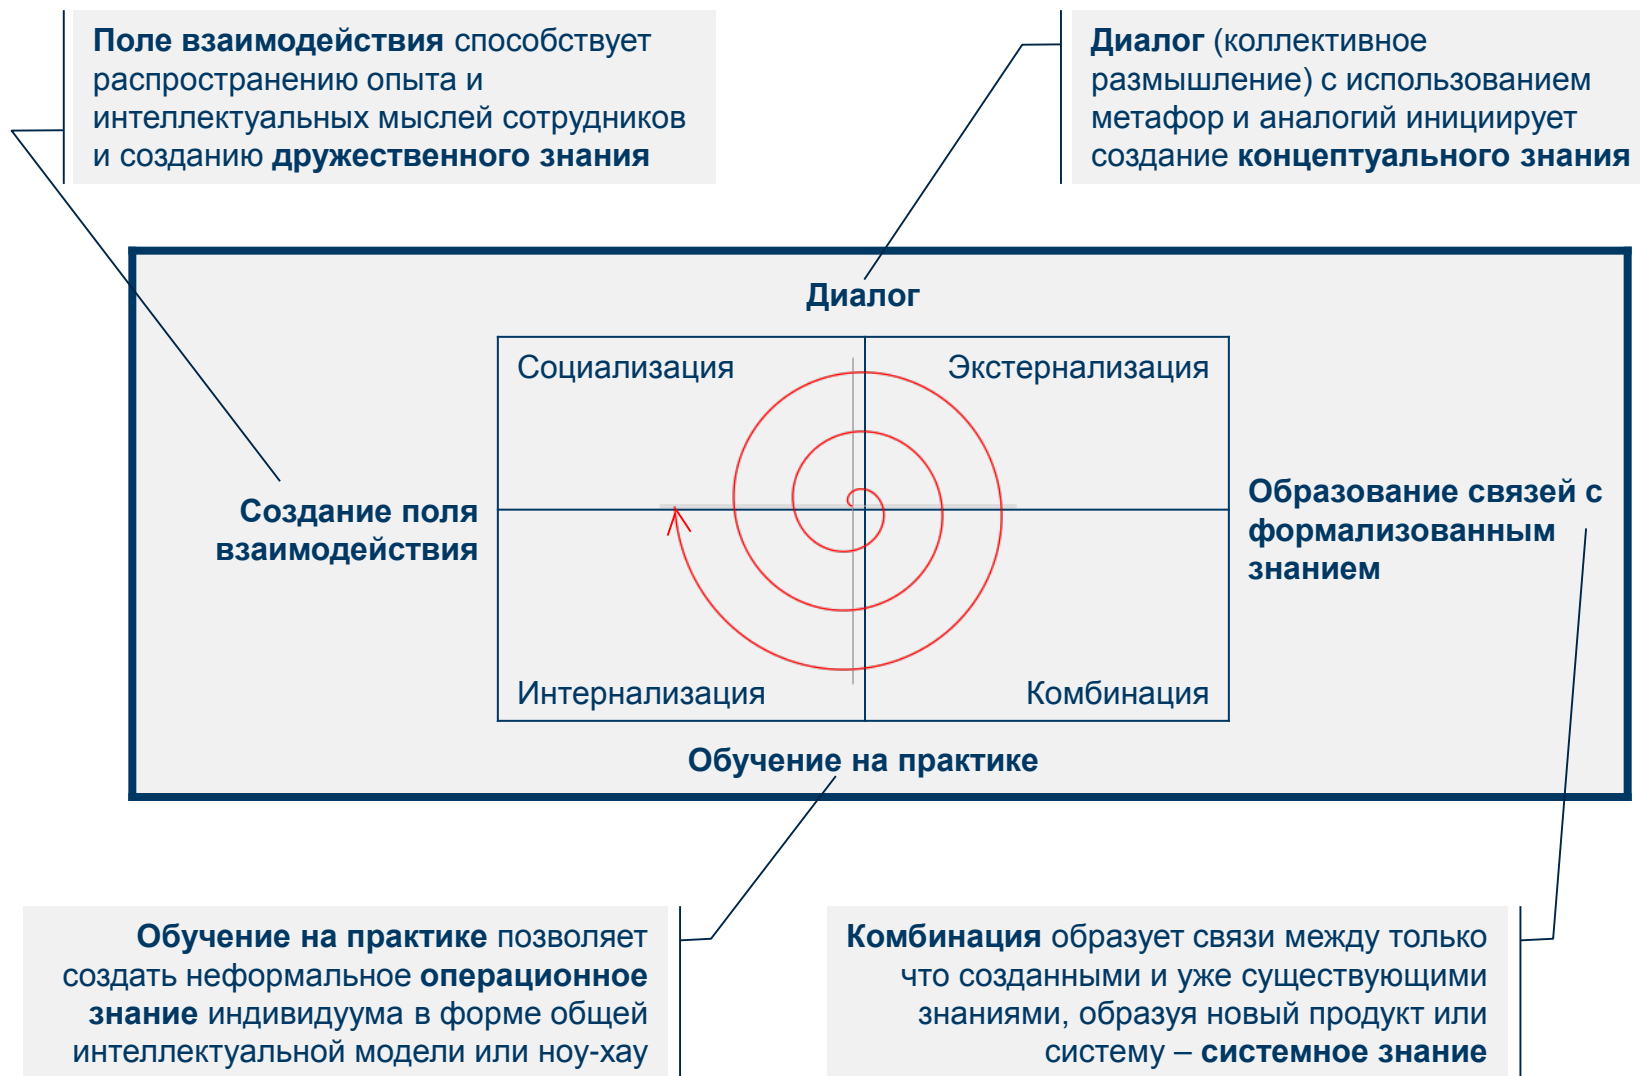 Поле взаимодействия способствует
распространению опыта и
интеллектуальных мыслей сотрудников
и созданию дружественного знания
Диалог (коллективное
размышление) с использованием
метафор и аналогий инициирует
создание концептуального знания
Диалог
Социализация
Экстернализация
Создание поля
взаимодействия
Образование связей с
формализованным
знанием
Интернализация
Комбинация
Обучение на практике
Обучение на практике позволяет
создать неформальное операционное
знание индивидуума в форме общей
интеллектуальной модели или ноу-хау
Комбинация образует связи между только
что созданными и уже существующими
знаниями, образуя новый продукт или
систему – системное знание